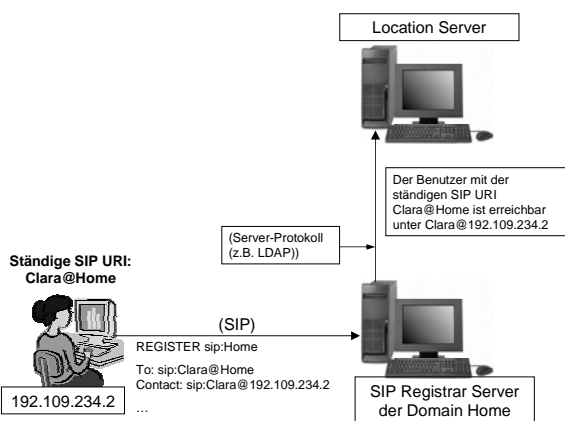 Location Server
Der Benutzer mit der
ständigen SIP URI
Clara@Home ist erreichbar
unter Clara@192.109.234.2
(Server-Protokoll
(z.B. LDAP))
Ständige SIP URI:
Clara@Home
(SIP)
REGISTER sip:Home
To: sip:Clara@Home
Contact: sip:Clara@192.109.234.2
…
192.109.234.2
SIP Registrar Server
der Domain Home